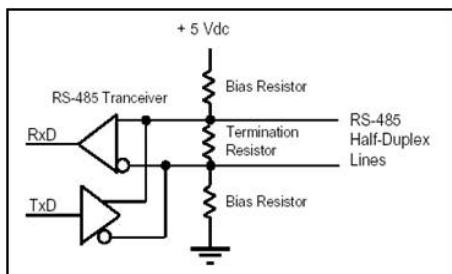 + 5 Vdc
Bias Resistor
RS-485 Tranceiver
RxD
Termination
Resistor
RS-485
Half-Duplex
Lines
TxD
Bias Resistor